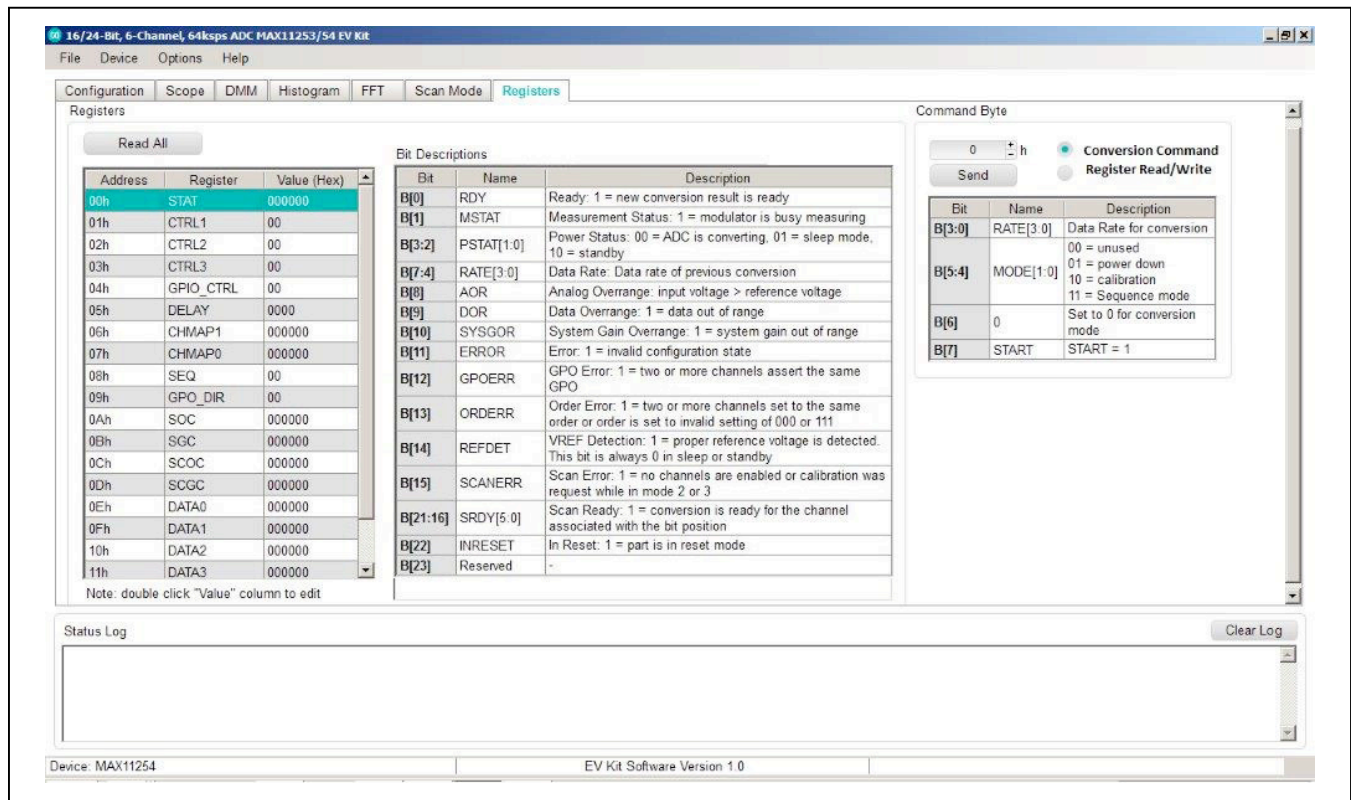 16/24-Bit, 6-Channel, 64ksps ADC MAX11253/54 EV Kit
File Device Options Help
Configuration Scope DMM Histogram FFT Scan Mode Registers
Registers
Read All
Address Register Value (Hex)
00h STAT 000000
01h CTRL1 00
02h CTRL2 00
03h CTRL3 00
04h GPIO_CTRL 00
05h DELAY 0000
06h CHMAP1 000000
07h CHMAP0 000000
08h SEQ 00
09h GPO_DIR 00
0Ah SOC 000000
0Bh SGC 000000
0Ch SCOC 000000
0Dh SCGC 000000
0Eh DATA0 000000
0Fh DATA1 000000
10h DATA2 000000
11h DATA3 000000
Note: double click "Value" column to edit
Bit Descriptions
Bit Name Description
B[0] RDY Ready: 1 = new conversion result is ready
B[1] MSTAT Measurement Status: 1 = modulator is busy measuring
B[3:2] PSTAT[1:0] Power Status: 00 = ADC is converting, 01 = sleep mode,
10 = standby
B[7:4] RATE[3:0] Data Rate: Data rate of previous conversion
B[8] AOR Analog Overrange: input voltage > reference voltage
B[9] DOR Data Overrange: 1 = data out of range
B[10] SYSGOR System Gain Overrange: 1 = system gain out of range
B[11] ERROR Error: 1 = invalid configuration state
B[12] GPOERR GPO Error: 1 = two or more channels assert the same
GPO
B[13] ORDERR Order Error: 1 = two or more channels set to the same
order or order is set to invalid setting of 000 or 111
B[14] REFDET VREF Detection: 1 = proper reference voltage is detected.
This bit is always 0 in sleep or standby
B[15] SCANERR Scan Error: 1 = no channels are enabled or calibration was
request while in mode 2 or 3
B[21:16] SRDY[5:0] Scan Ready: 1 = conversion is ready for the channel
associated with the bit position
B[22] INRESET In Reset: 1 = part is in reset mode
B[23] Reserved -
Command Byte
0 h Conversion Command
Send Register Read/Write
Bit Name Description
B[3:0] RATE[3:0] Data Rate for conversion
B[5:4] MODE[1:0] 00 = unused
01 = power down
10 = calibration
11 = Sequence mode
B[6] 0 Set to 0 for conversion
mode
B[7] START START = 1
Status Log
Clear Log
Device: MAX11254 EV Kit Software Version 1.0